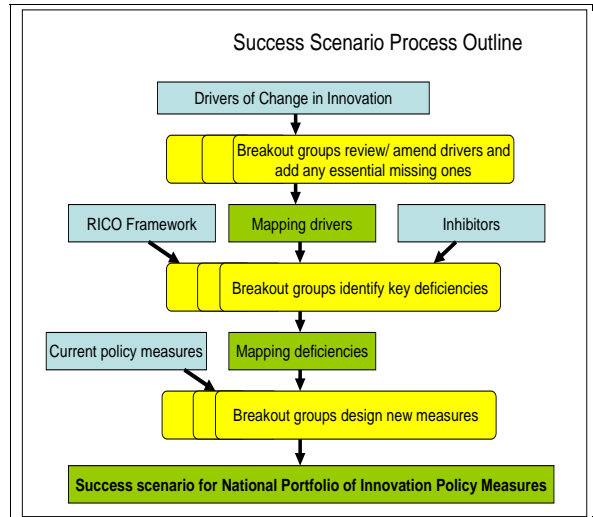 Success Scenario Process Outline
Drivers of Change in Innovation
Breakout groups review/ amend drivers and
add any essential missing ones
RICO Framework
Mapping drivers
Inhibitors
Breakout groups identify key deficiencies
Current policy measures
Mapping deficiencies
Breakout groups design new measures
Success scenario for National Portfolio of Innovation Policy Measures